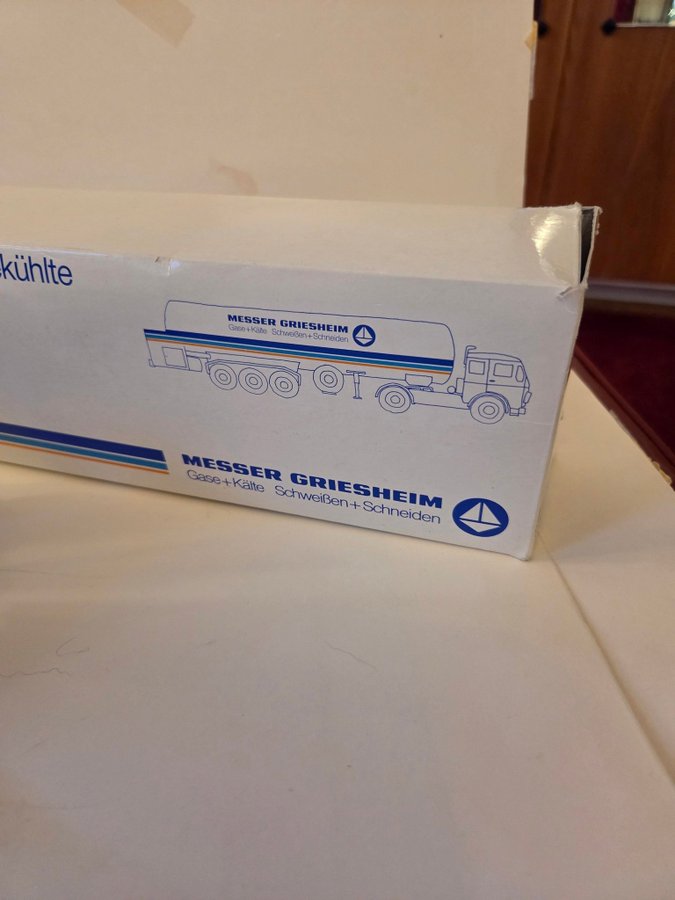 kühlte
MESSER GRIESHEIM
Gase+Kälte Schweißen+Schneiden
MESSER GRIESHEIM
Gase+Kälte Schweißen+Schneiden